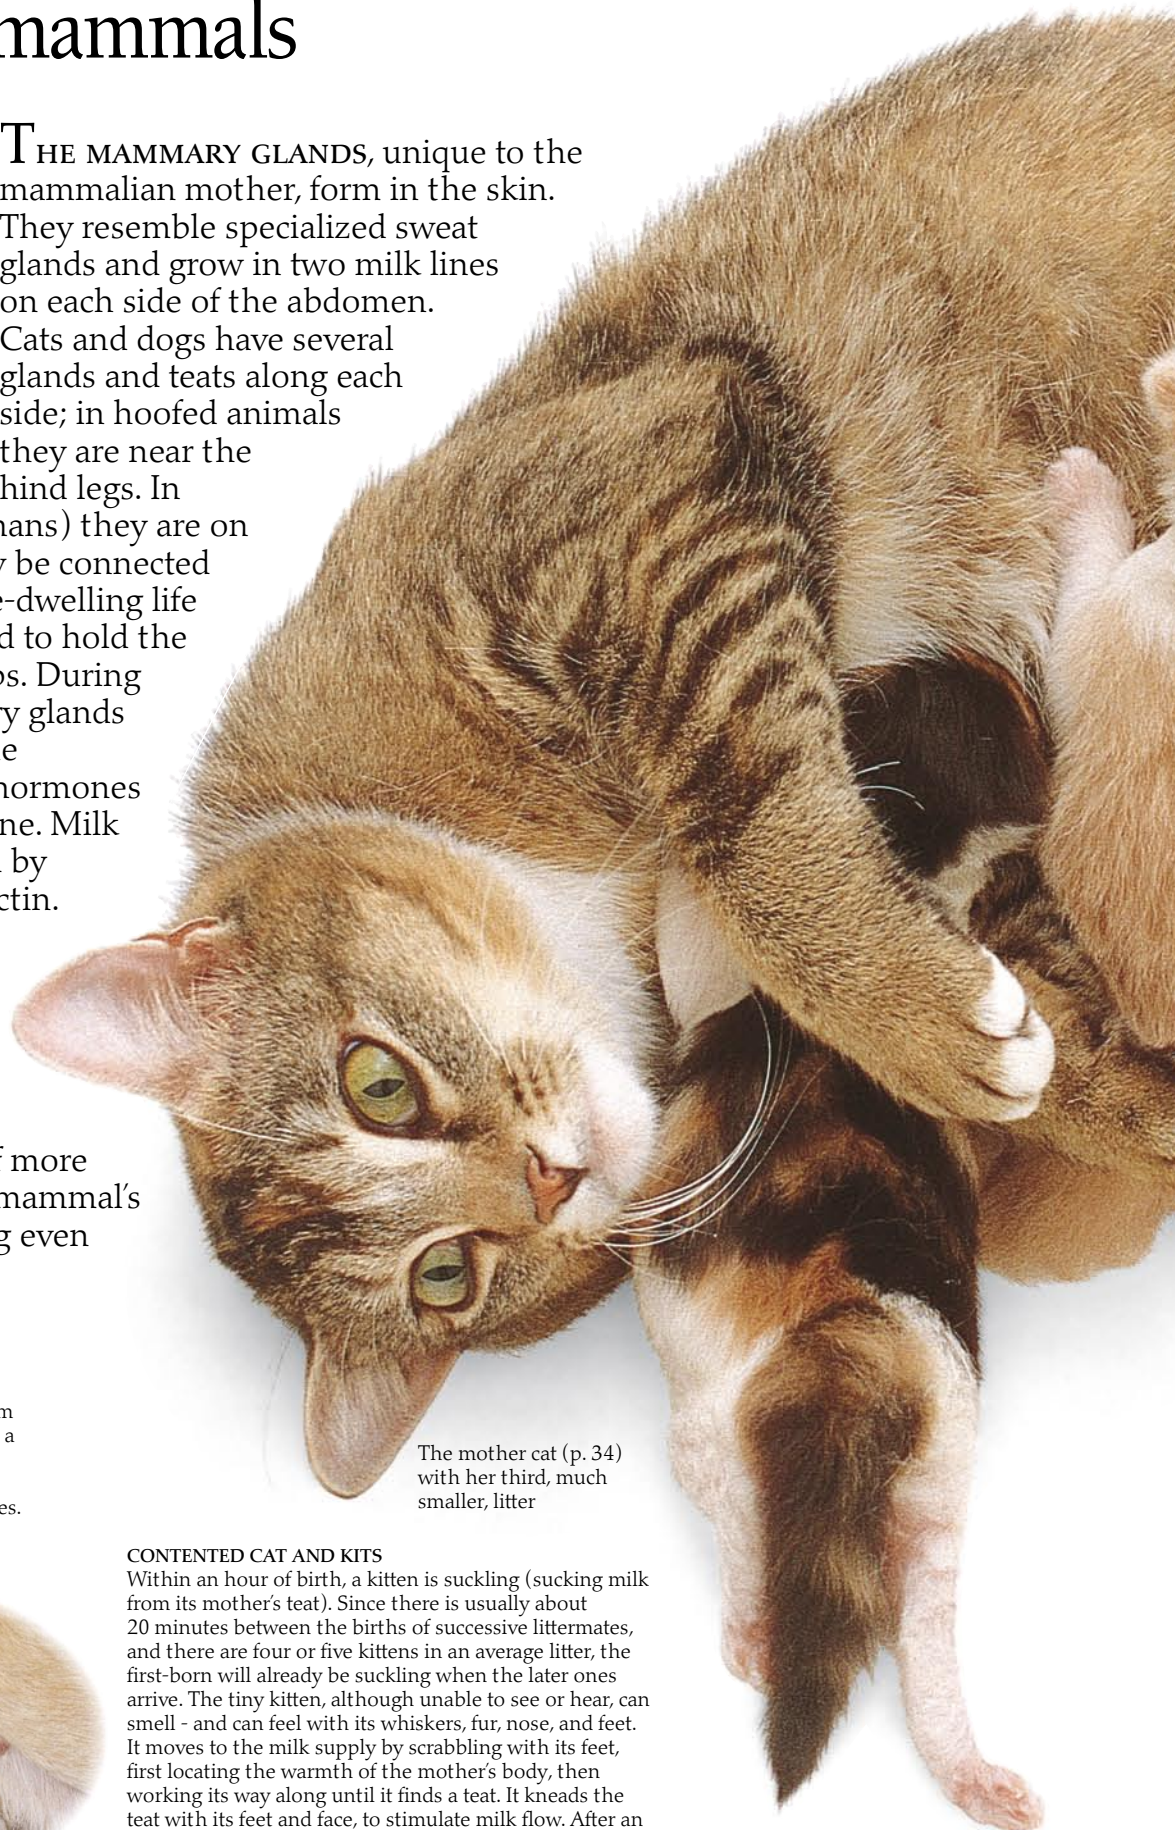 mammals
THE MAMMARY GLANDS, unique to the
mammalian mother, form in the skin.
They resemble specialized sweat
glands and grow in two milk lines
on each side of the abdomen.
Cats and dogs have several
glands and teats along each
side; in hoofed animals
they are near the
hind legs. In
they are on
be connected
-dwelling life
to hold the
During
glands
hormones
Milk
by
more
mammal's
even
a
The mother cat (p. 34)
with her third, much
smaller, litter
CONTENTED CAT AND KITS
Within an hour of birth, a kitten is suckling (sucking milk
from its mother's teat). Since there is usually about
20 minutes between the births of successive littermates,
and there are four or five kittens in an average litter, the
first-born will already be suckling when the later ones
arrive. The tiny kitten, although unable to see or hear, can
smell - and can feel with its whiskers, fur, nose, and feet.
It moves to the milk supply by scrabbling with its feet,
first locating the warmth of the mother's body, then
working its way along until it finds a teat. It kneads the
teat with its feet and face, to stimulate milk flow. After an